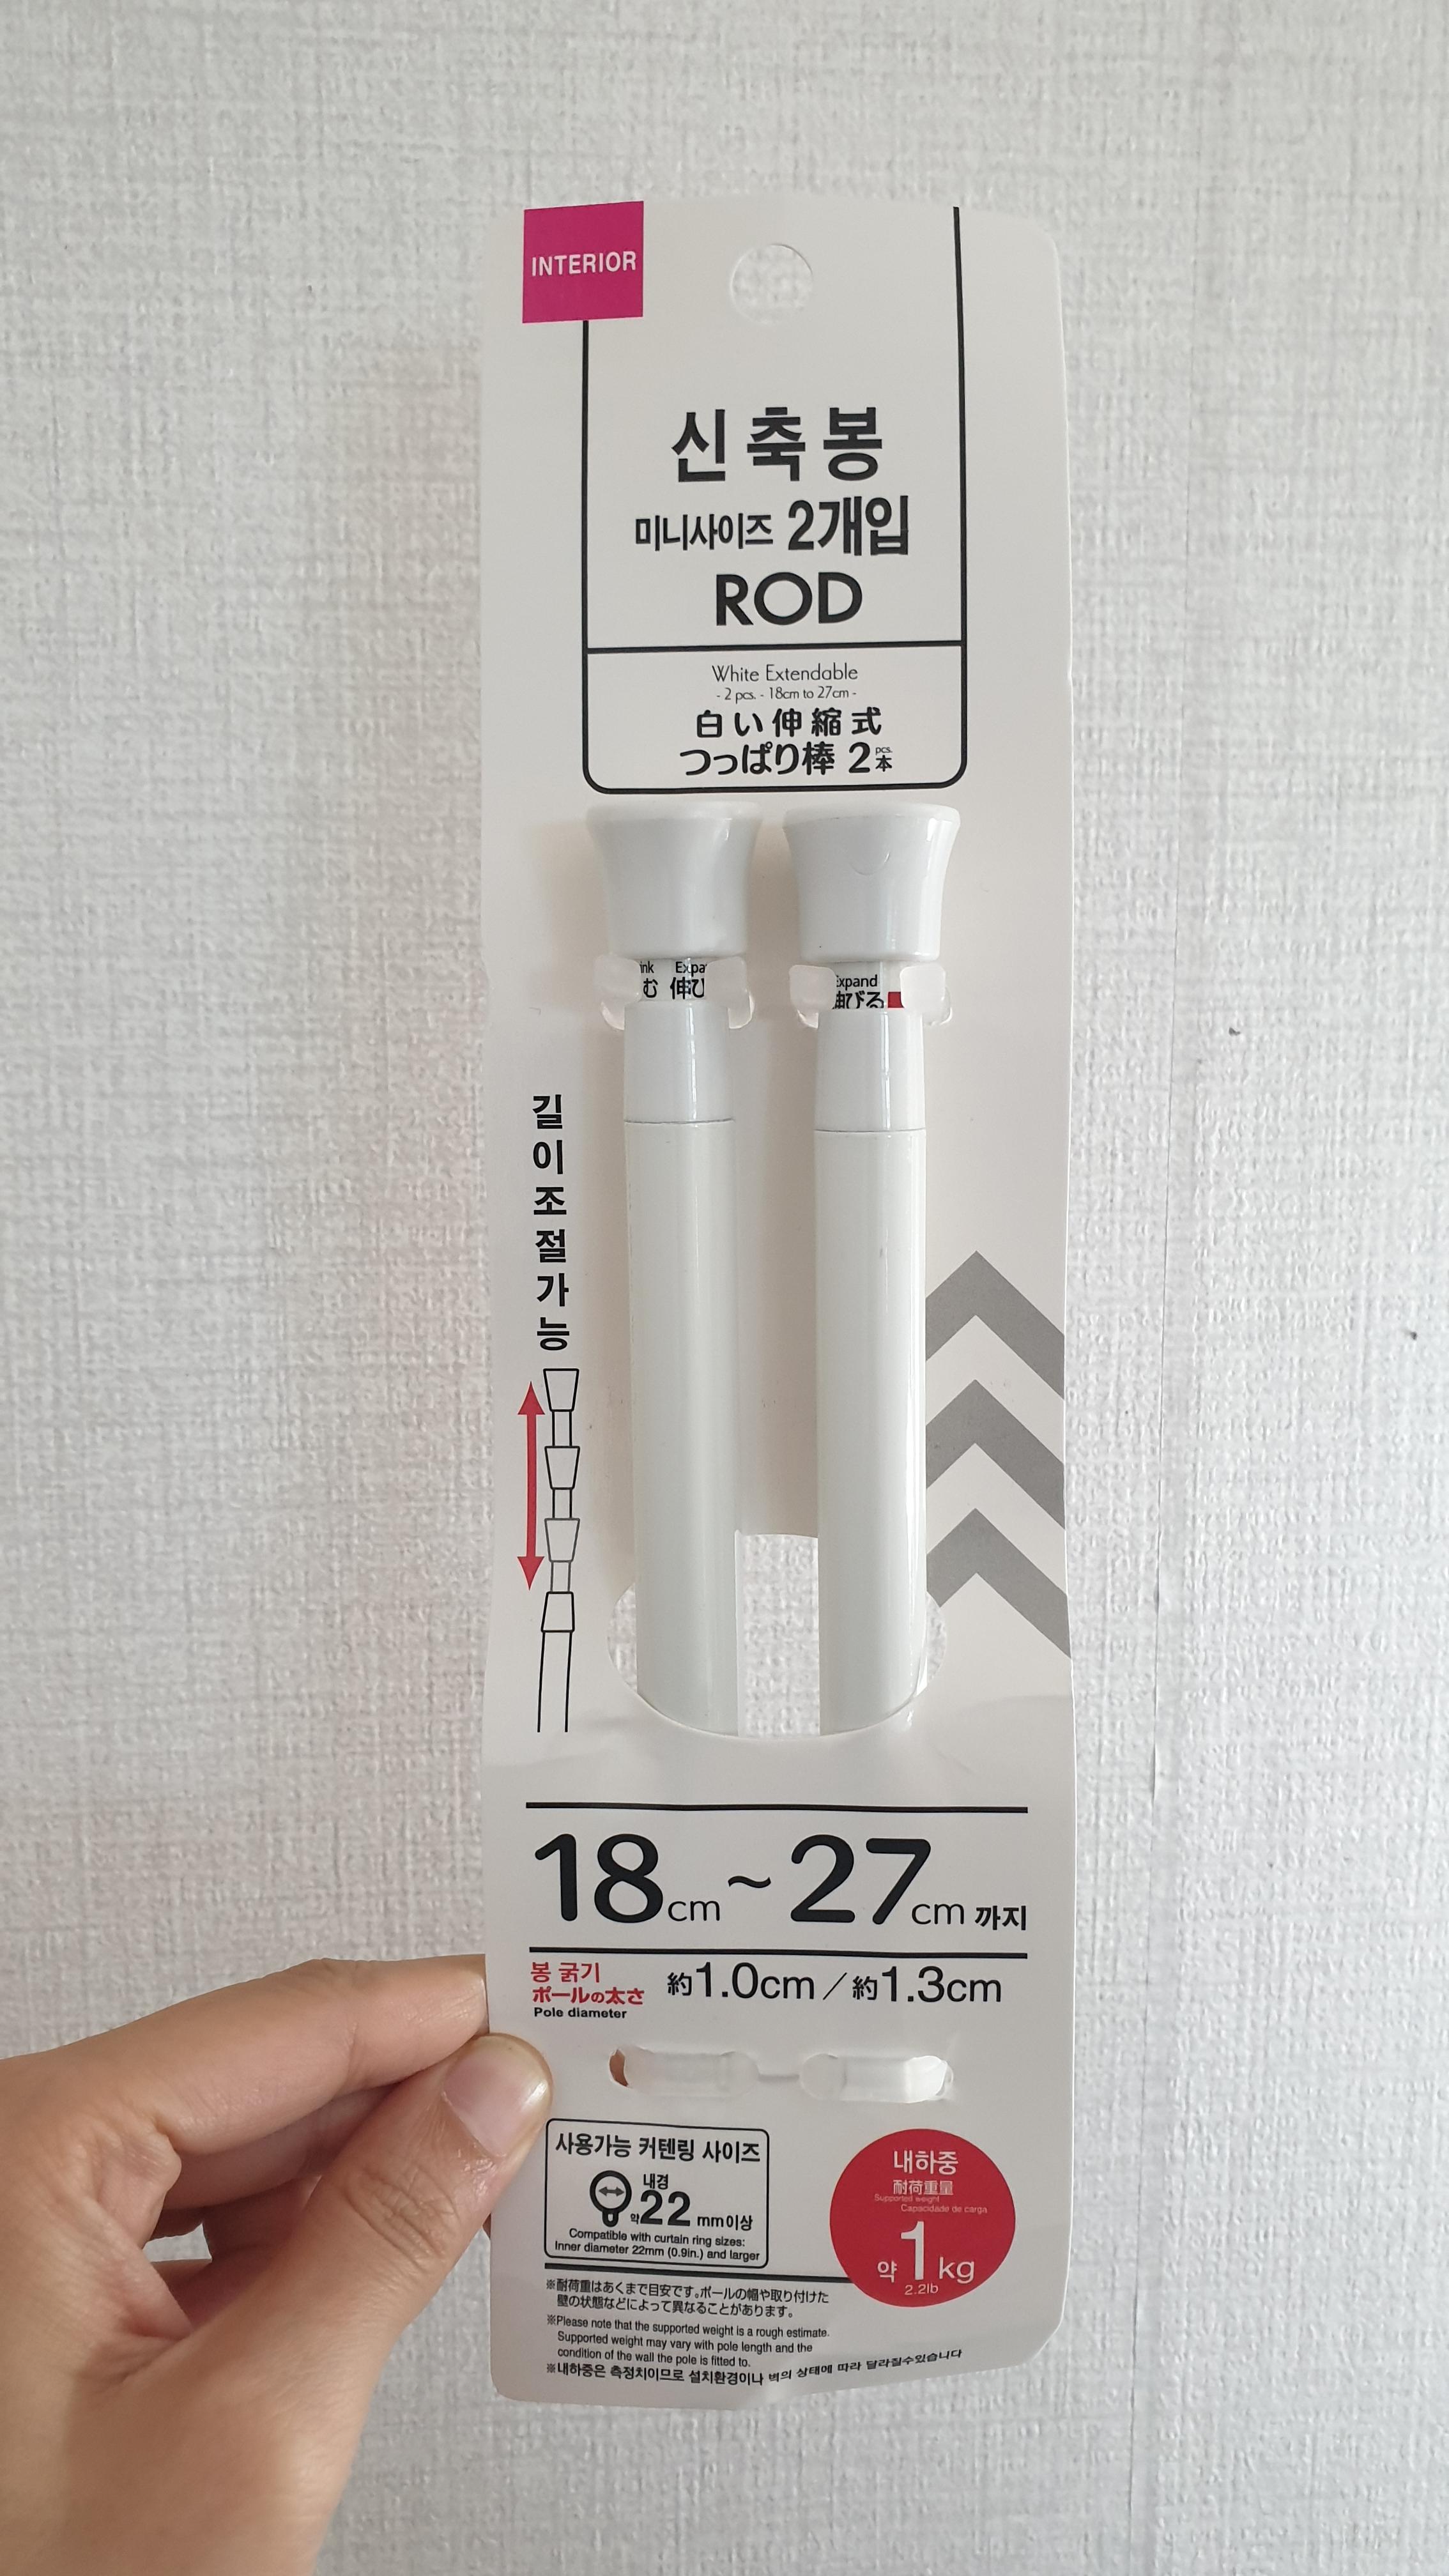 INTERIOR
신축봉
미니사이즈 2개입
ROD
White Extendable
- 2 pcs. - 18cm to 27cm -
白い伸縮式
つっぱり棒 2 pcs. 本
む 伸び
Expand
伸びる
길이조절가능
18cm~27cm 까지
봉 굵기
ポールの太さ
Pole diameter
約1.0cm/約1.3cm
사용가능 커텐링 사이즈
내경
약22mm이상
Compatible with curtain ring sizes:
Inner diameter 22mm (0.9in.) and larger
내하중
耐荷重量
Supported weight
Capacidade de carga
약1kg
2.2lb
※耐荷重はあくまで目安です。ポールの幅や取り付けた
壁の状態などによって異なることがあります。
※Please note that the supported weight is a rough estimate.
Supported weight may vary with pole length and the
condition of the wall the pole is fitted to.
※내하중은 측정치이므로 설치환경이나 벽의 상태에 따라 달라질수있습니다